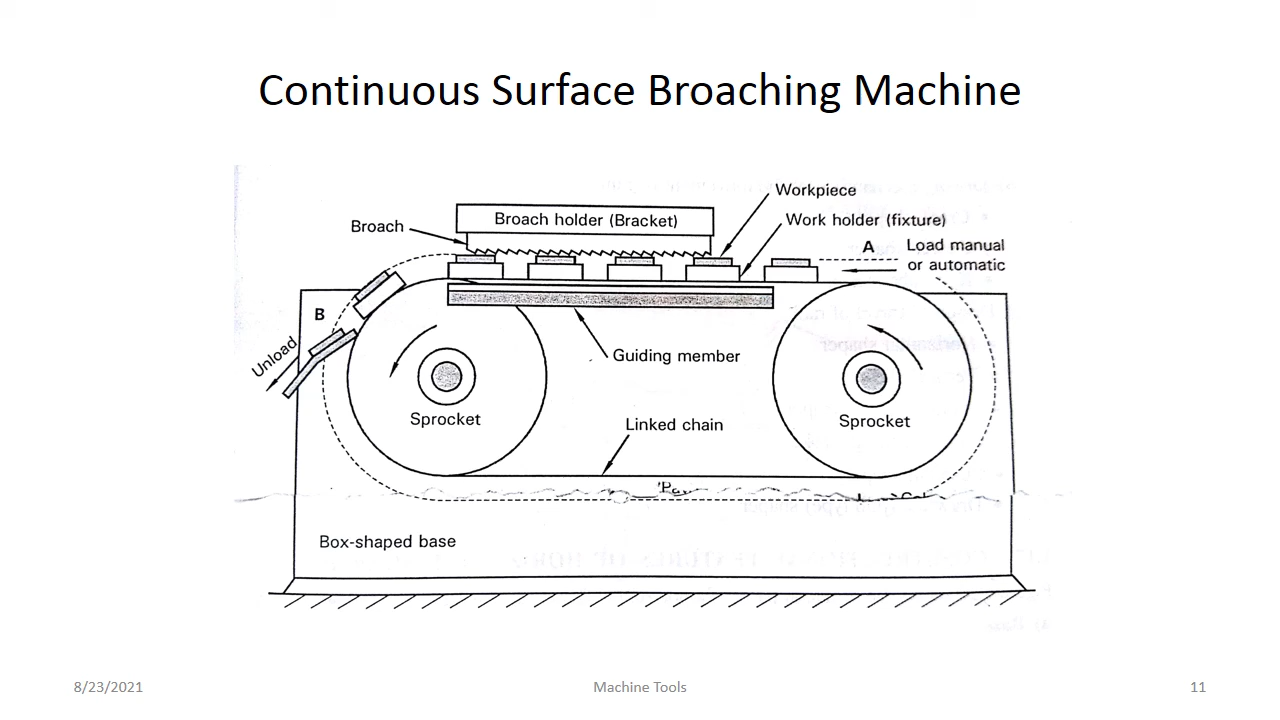 Continuous Surface Broaching Machine
Workpiece
Broach holder (Bracket)
Work holder (fixture)
Broach
A
Load manual
or automatic
B
Unload
Guiding member
Sprocket
Sprocket
Linked chain
Box-shaped base
8/23/2021
Machine Tools
11